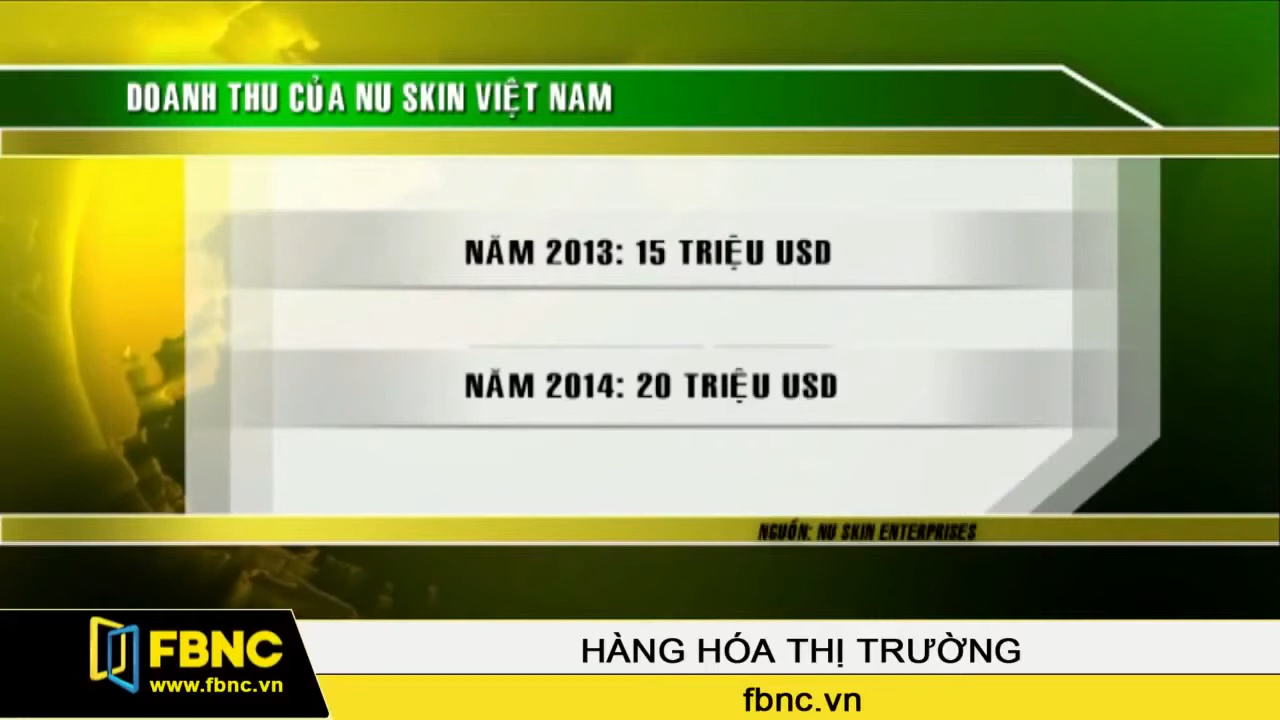 DOANH THU CỦA NU SKIN VIỆT NAM
NĂM 2013: 15 TRIỆU USD
NĂM 2014: 20 TRIỆU USD
NGUỒN: NU SKIN ENTERPRISES
FBNC
www.fbnc.vn
HÀNG HÓA THỊ TRƯỜNG
fbnc.vn